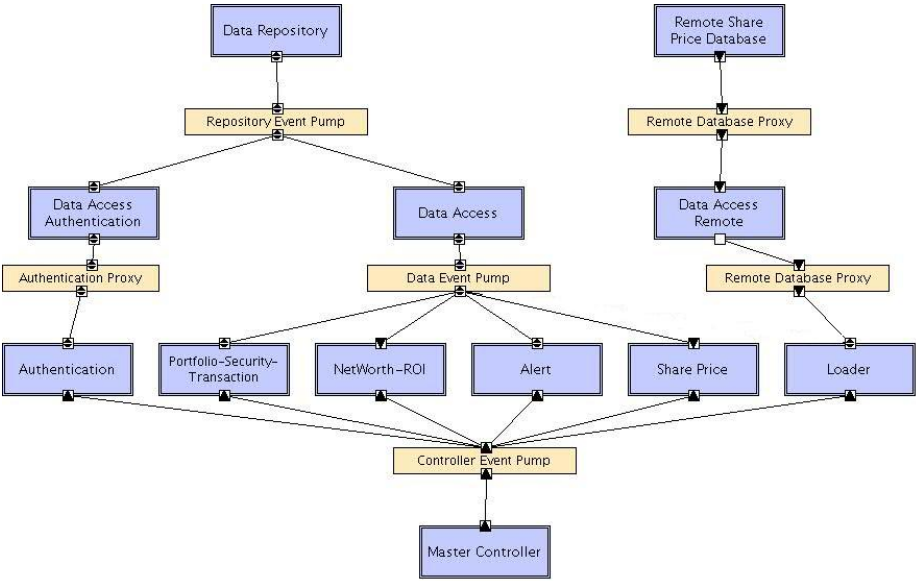 Data Repository
Remote Share
Price Database
Repository Event Pump
Remote Database Proxy
Data Access
Authentication
Data Access
Data Access
Remote
Authentication Proxy
Data Event Pump
Remote Database Proxy
Authentication
Portfolio-Security-
Transaction
NetWorth-ROI
Alert
Share Price
Loader
Controller Event Pump
Master Controller